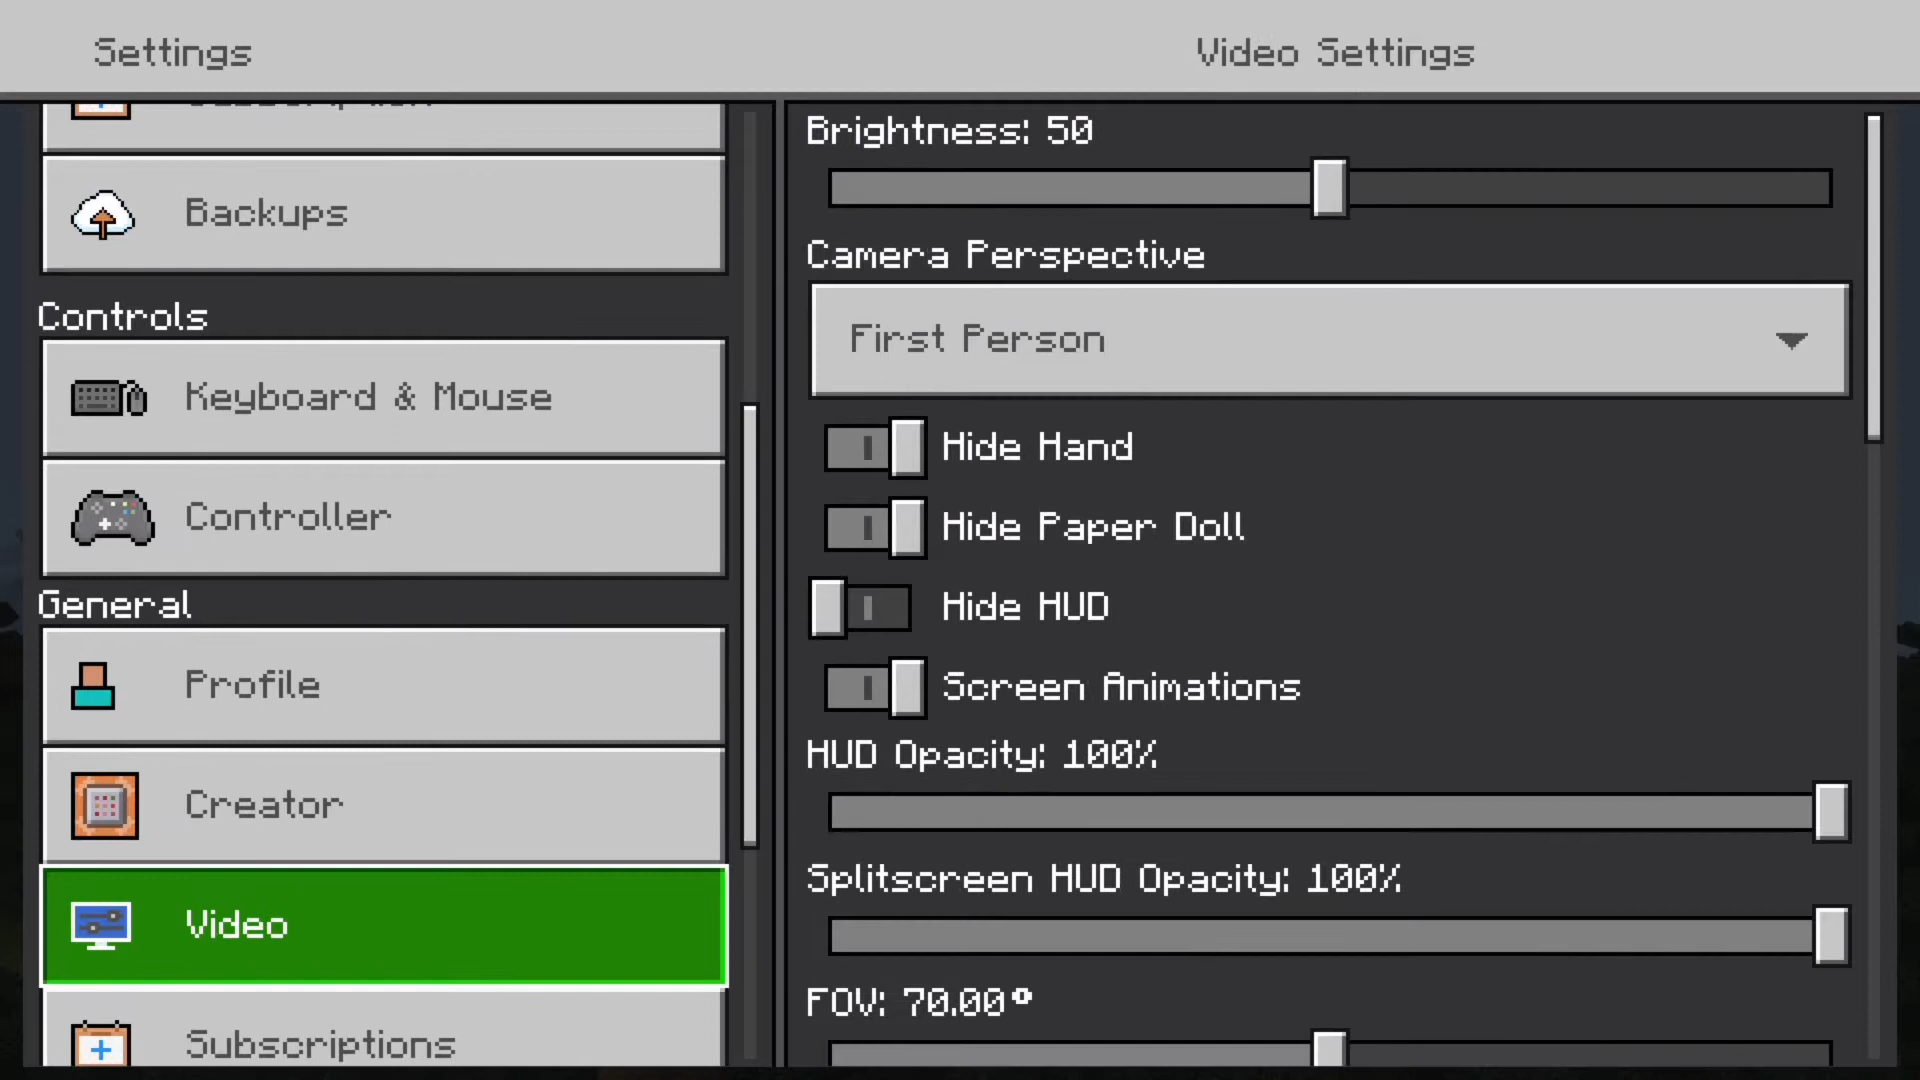 Settings
Video Settings
Backups
Controls
Keyboard & Mouse
Controller
General
Profile
Creator
Video
Subscriptions
Brightness: 50
Camera Perspective
First Person
Hide Hand
Hide Paper Doll
Hide HUD
Screen Animations
HUD Opacity: 100%
Splitscreen HUD Opacity: 100%
FOV: 70.00°